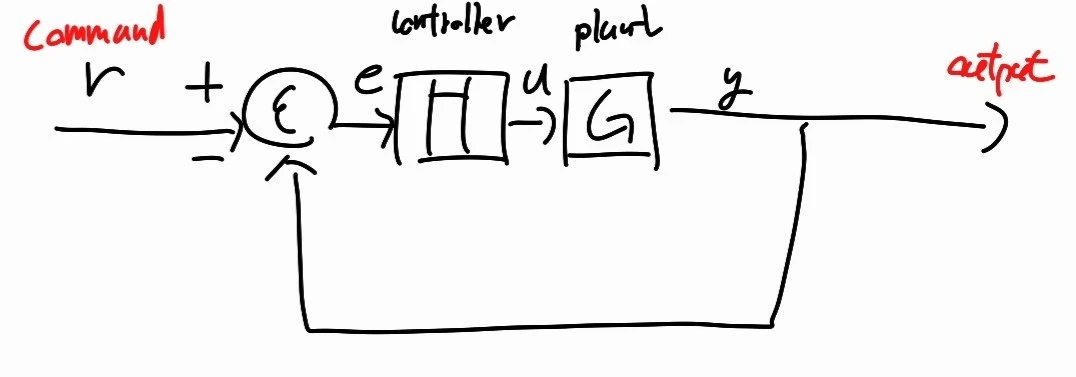 command
controller
plant
output
r
+
-
Σ
e
H
u
G
y